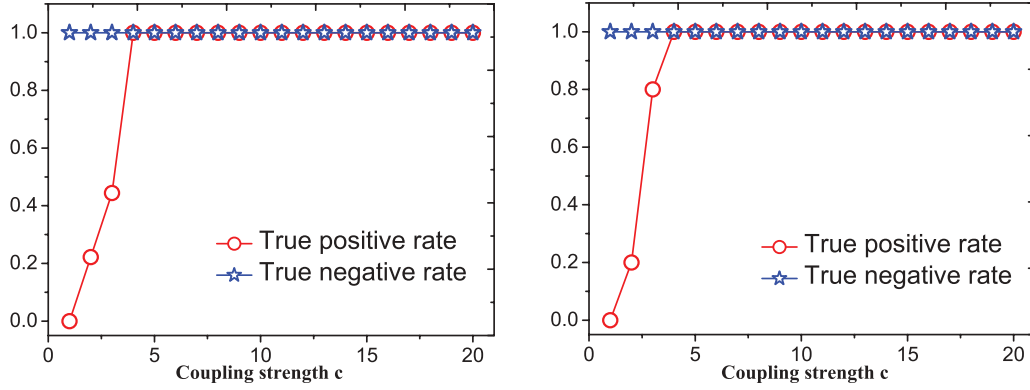 1.0
0.8
0.6
0.4
0.2
0.0
True positive rate
True negative rate
0 5 10 15 20
Coupling strength c
1.0
0.8
0.6
0.4
0.2
0.0
True positive rate
True negative rate
0 5 10 15 20
Coupling strength c